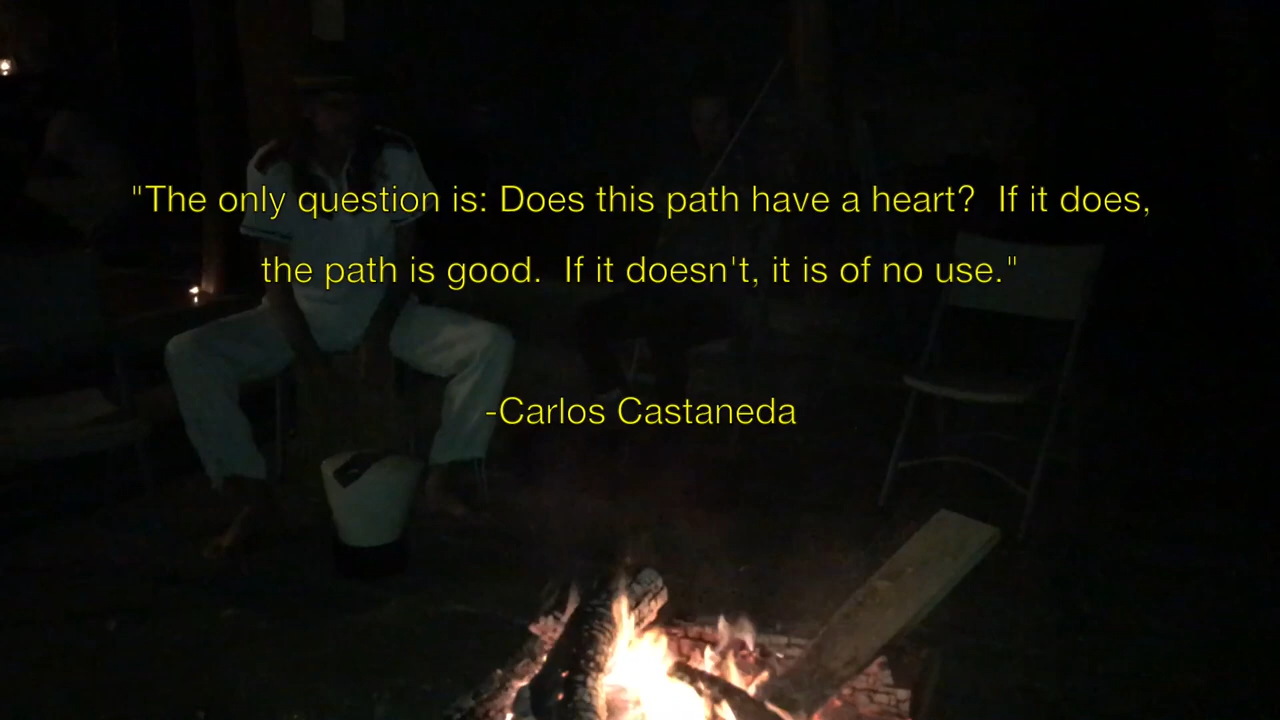 "The only question is: Does this path have a heart?  If it does,
the path is good.  If it doesn't, it is of no use."
-Carlos Castaneda